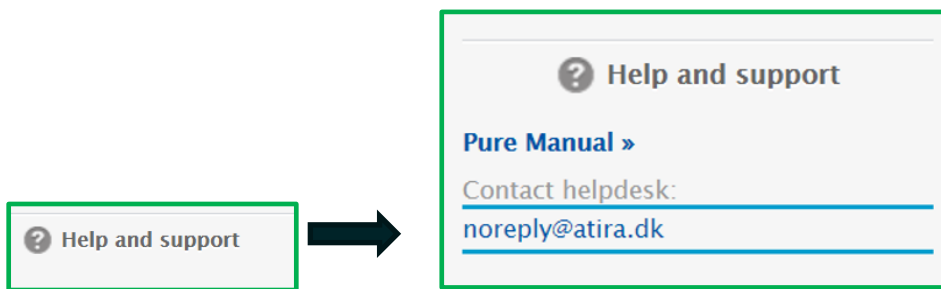 Help and support
Help and support
Pure Manual »
Contact helpdesk:
noreply@atira.dk